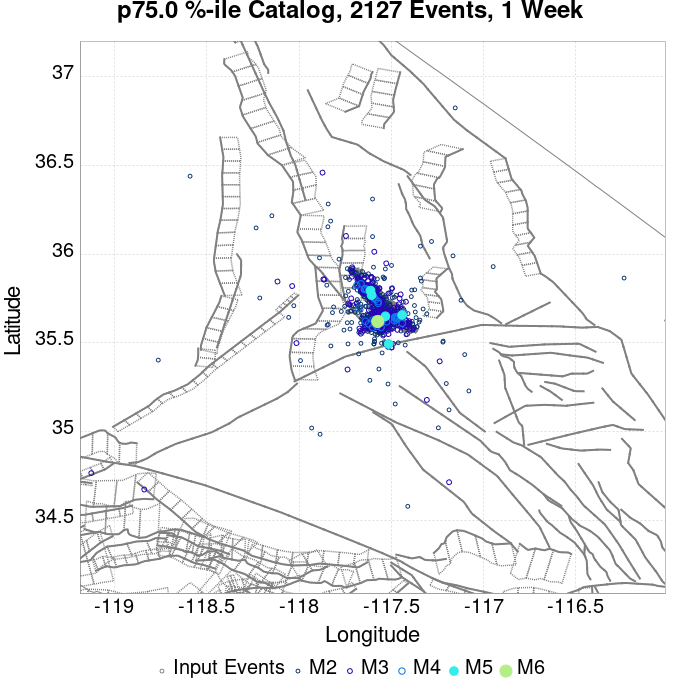 p75.0 %-ile Catalog, 2127 Events, 1 Week
37
36.5
36
35.5
35
34.5
Latitude
-119 -118.5 -118 -117.5 -117 -116.5
Longitude
Input Events M2 M3 M4 M5 M6